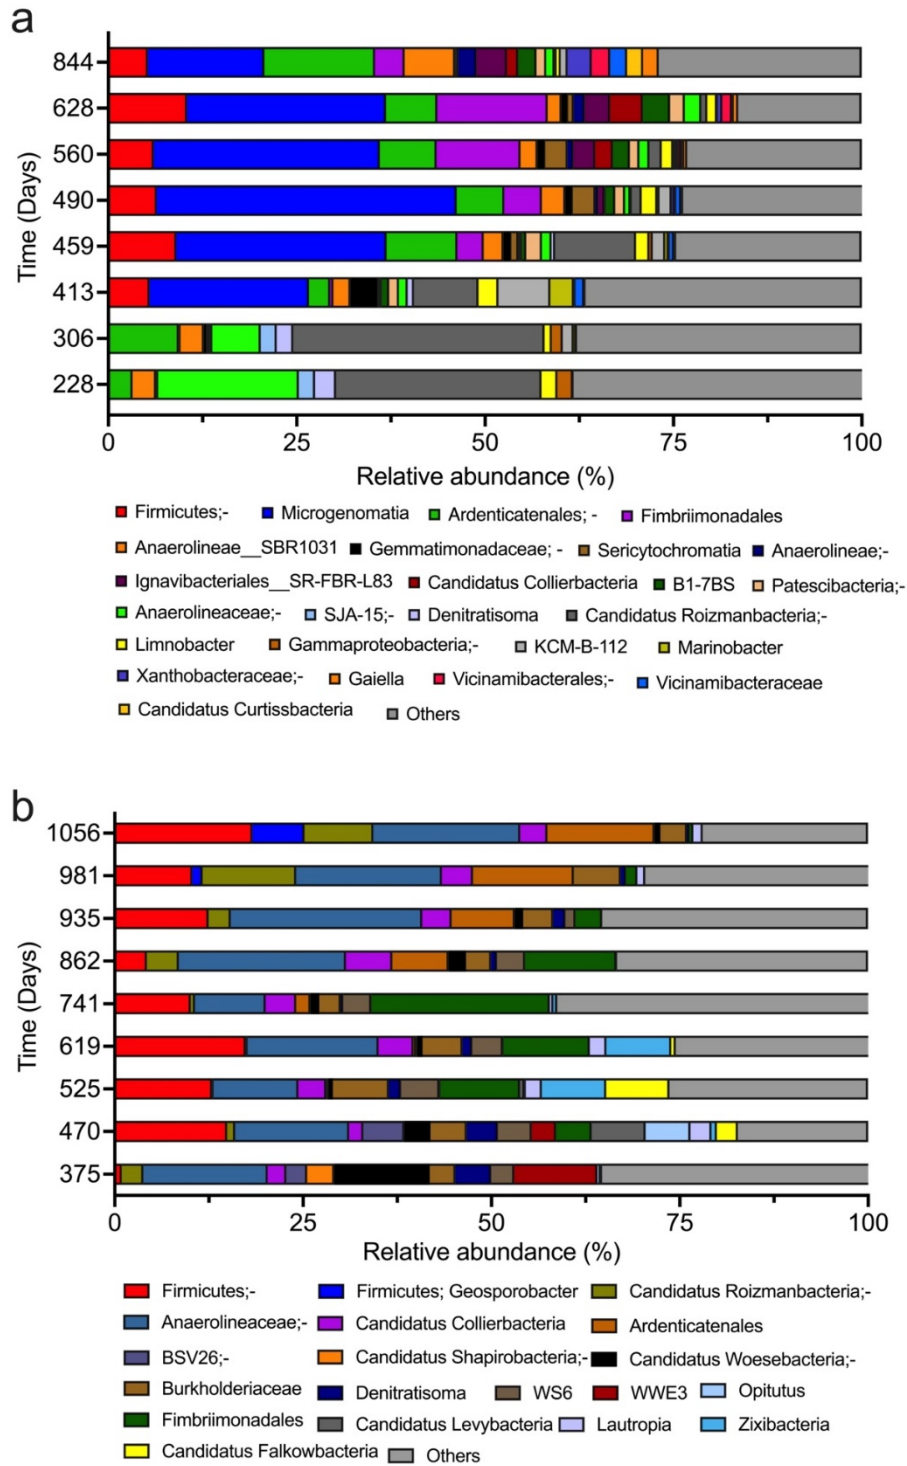 a
844
628
560
490
459
413
306
228
Time (Days)
0 25 50 75 100
Relative abundance (%)
Firmicutes;- Microgenomatia Ardenticatenales; - Fimbriimonadales
Anaerolineae__SBR1031 Gemmatimonadaceae; - Sericytochromatia Anaerolineae;-
Ignavibacteriales__SR-FBR-L83 Candidatus Collierbacteria B1-7BS Patescibacteria;-
Anaerolineaceae;- SJA-15;- Denitratisoma Candidatus Roizmanbacteria;-
Limnobacter Gammaproteobacteria;- KCM-B-112 Marinobacter
Xanthobacteraceae;- Gaiella Vicinamibacterales;- Vicinamibacteraceae
Candidatus Curtissbacteria Others
b
1056
981
935
862
741
619
525
470
375
Time (Days)
0 25 50 75 100
Relative abundance (%)
Firmicutes;- Firmicutes; Geosporobacter Candidatus Roizmanbacteria;-
Anaerolineaceae;- Candidatus Collierbacteria Ardenticatenales
BSV26;- Candidatus Shapirobacteria;- Candidatus Woesebacteria;-
Burkholderiaceae Denitratisoma WS6 WWE3 Opitutus
Fimbriimonadales Candidatus Levybacteria Lautropia Zixibacteria
Candidatus Falkowbacteria Others